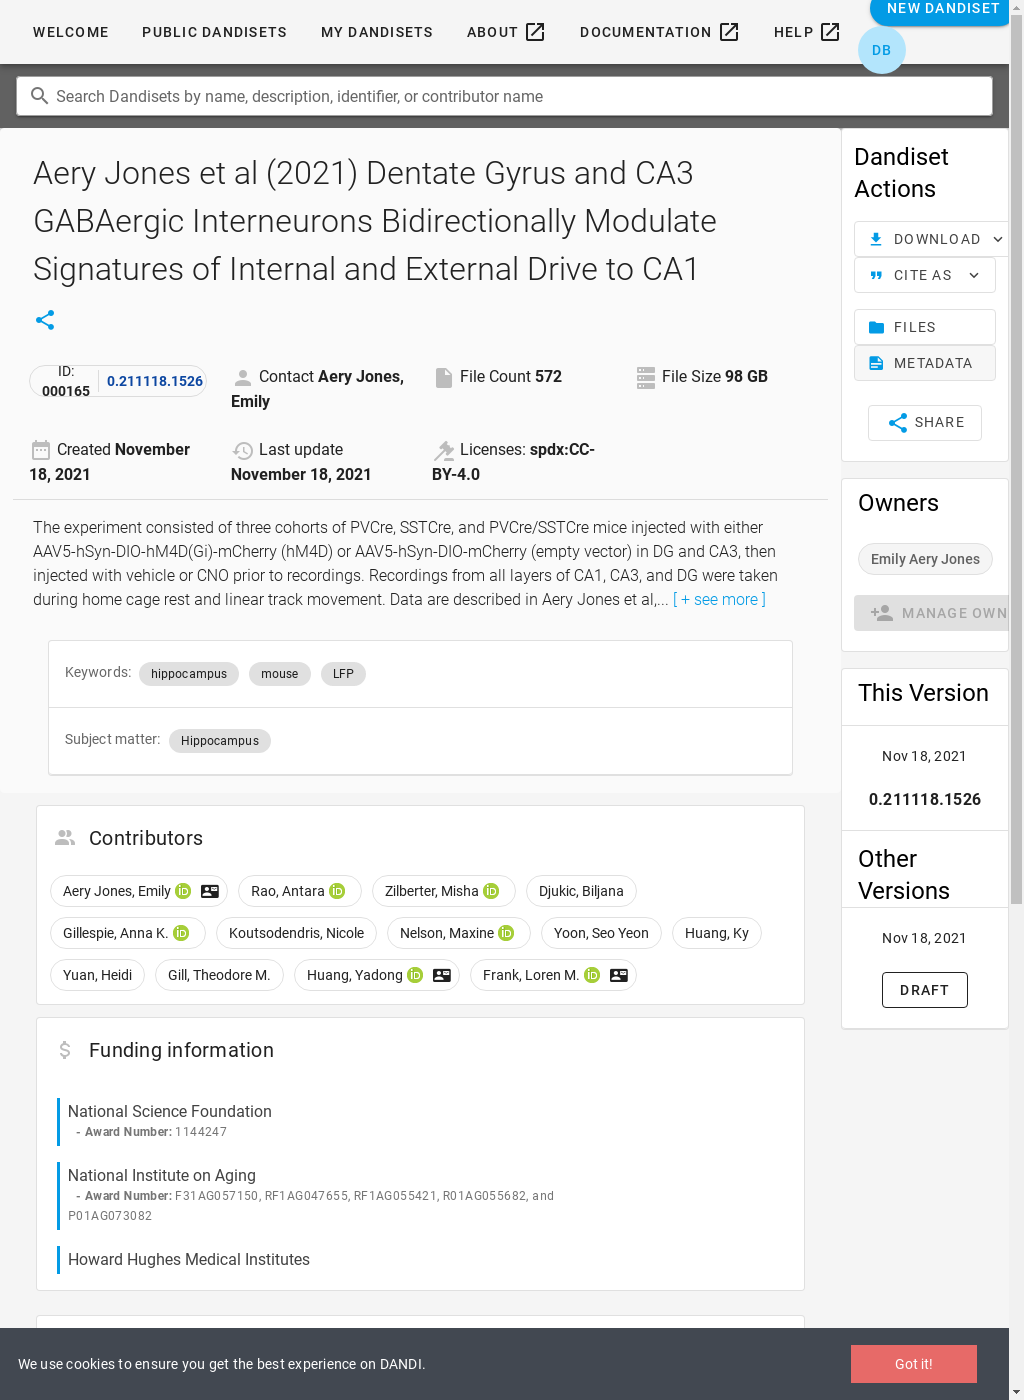 NEW DANDISET
WELCOME PUBLIC DANDISETS MY DANDISETS ABOUT DOCUMENTATION HELP
DB
Search Dandisets by name, description, identifier, or contributor name
Aery Jones et al (2021) Dentate Gyrus and CA3
GABAergic Interneurons Bidirectionally Modulate
Signatures of Internal and External Drive to CA1
ID:
000165
0.211118.1526
Contact Aery Jones,
Emily
File Count 572
File Size 98 GB
Created November
18, 2021
Last update
November 18, 2021
Licenses: spdx:CC-
BY-4.0
The experiment consisted of three cohorts of PVCre, SSTCre, and PVCre/SSTCre mice injected with either
AAV5-hSyn-DIO-hM4D(Gi)-mCherry (hM4D) or AAV5-hSyn-DIO-mCherry (empty vector) in DG and CA3, then
injected with vehicle or CNO prior to recordings. Recordings from all layers of CA1, CA3, and DG were taken
during home cage rest and linear track movement. Data are described in Aery Jones et al,... [ + see more ]
Keywords: hippocampus mouse LFP
Subject matter: Hippocampus
Contributors
Aery Jones, Emily Rao, Antara Zilberter, Misha Djukic, Biljana
Gillespie, Anna K. Koutsodendris, Nicole Nelson, Maxine Yoon, Seo Yeon Huang, Ky
Yuan, Heidi Gill, Theodore M. Huang, Yadong Frank, Loren M.
Funding information
National Science Foundation
- Award Number: 1144247
National Institute on Aging
- Award Number: F31AG057150, RF1AG047655, RF1AG055421, R01AG055682, and
P01AG073082
Howard Hughes Medical Institutes
Dandiset
Actions
DOWNLOAD
CITE AS
FILES
METADATA
SHARE
Owners
Emily Aery Jones
MANAGE OWN
This Version
Nov 18, 2021
0.211118.1526
Other
Versions
Nov 18, 2021
DRAFT
We use cookies to ensure you get the best experience on DANDI.
Got it!